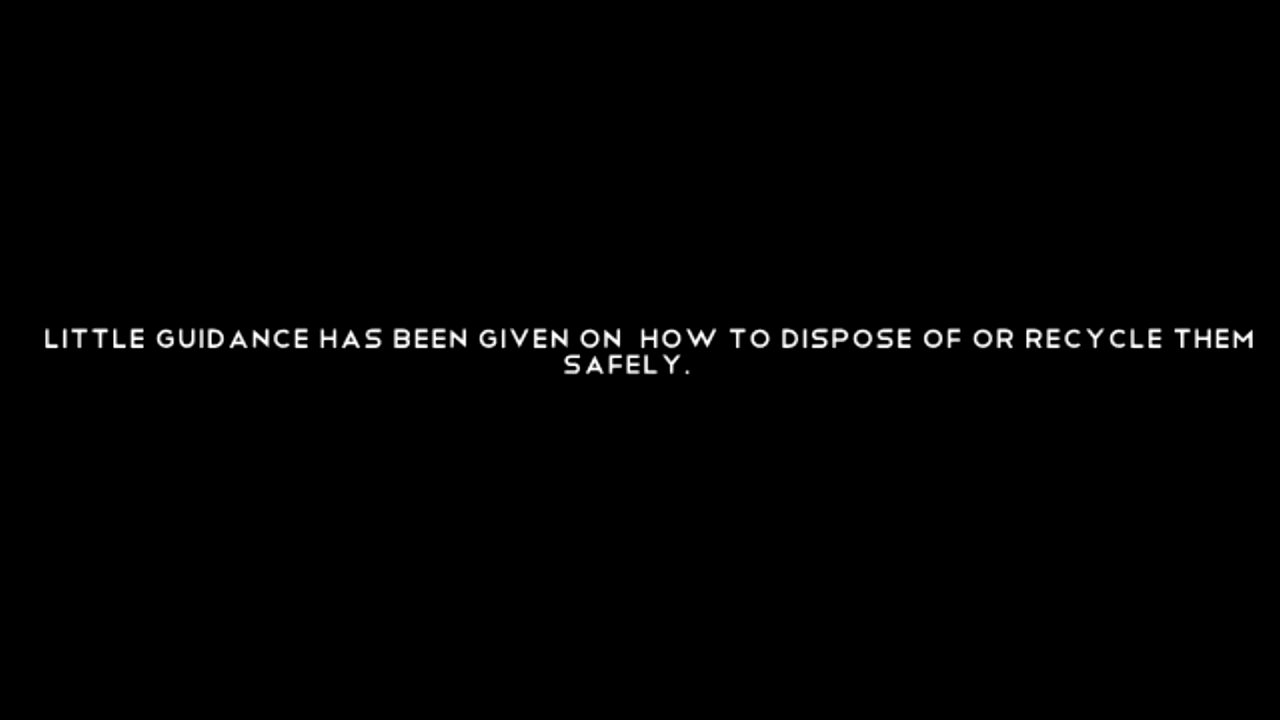 LITTLE GUIDANCE HAS BEEN GIVEN ON  HOW TO DISPOSE OF OR RECYCLE THEM
SAFELY.